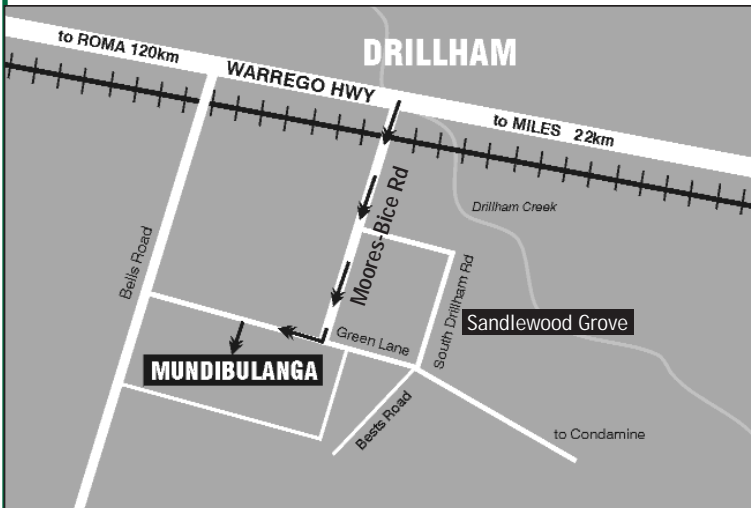 to ROMA 120km
DRILLHAM
WARREGO HWY
to MILES 22km
Moores-Bice Rd
Drillham Creek
Bells Road
South Drillham Rd
Sandlewood Grove
Green Lane
MUNDIBULANGA
Bests Road
to Condamine